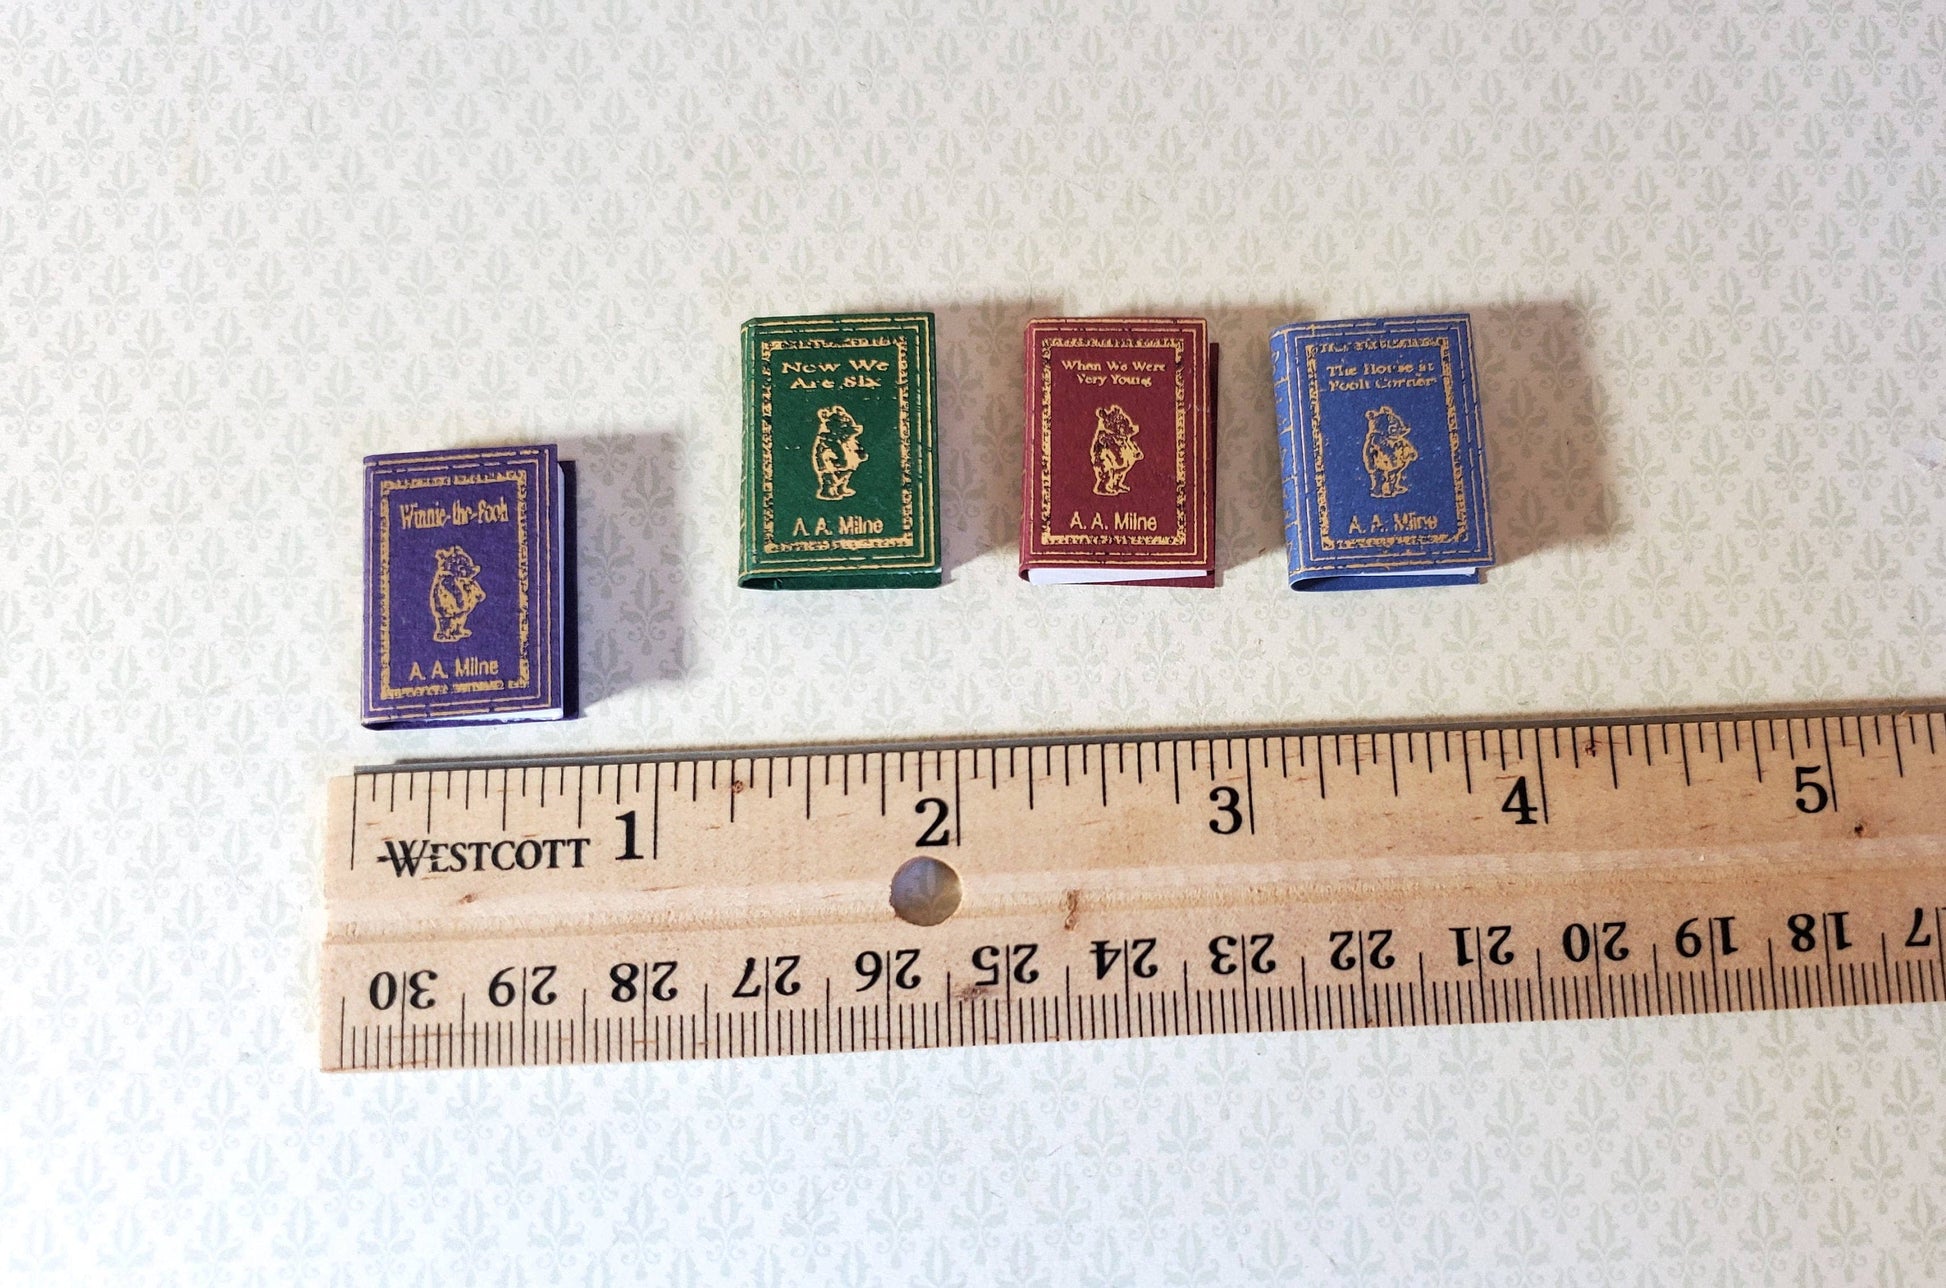 Now We
Are Six
A. A. Milne
When We Were
Very Young
A. A. Milne
The House at
Pooh Corner
A. A. Milne
Winnie-the-Pooh
A. A. Milne
1 2 3 4 5
WESTCOTT
30 29 28 27 26 25 24 23 22 21 20 19 18 7